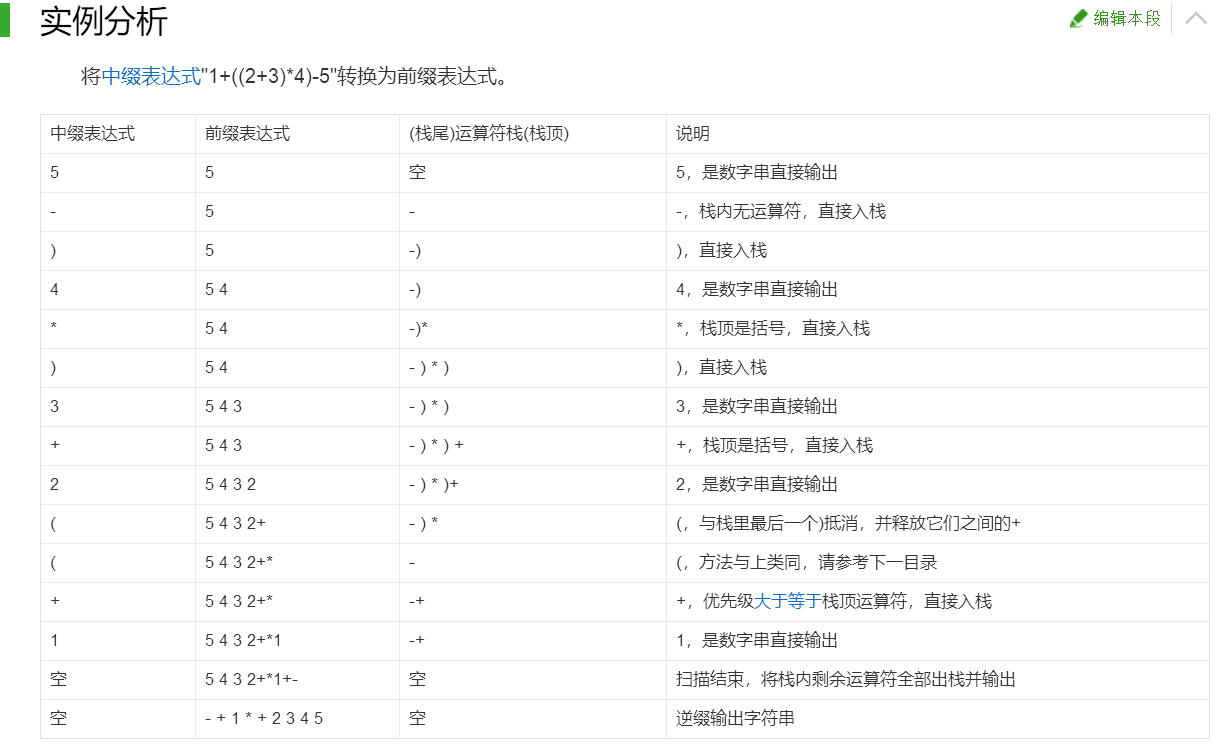 实例分析
编辑本段
将中缀表达式"1+((2+3)*4)-5"转换为前缀表达式。
中缀表达式 前缀表达式 (栈尾)运算符栈(栈顶) 说明
5 5 空 5，是数字串直接输出
- 5 - -，栈内无运算符，直接入栈
) 5 -) )，直接入栈
4 5 4 -) 4，是数字串直接输出
* 5 4 -)* *，栈顶是括号，直接入栈
) 5 4 - ) * ) )，直接入栈
3 5 4 3 - ) * ) 3，是数字串直接输出
+ 5 4 3 - ) * ) + +，栈顶是括号，直接入栈
2 5 4 3 2 - ) * )+ 2，是数字串直接输出
( 5 4 3 2+ - ) * (，与栈里最后一个)抵消，并释放它们之间的+
( 5 4 3 2+* - (，方法与上类同，请参考下一目录
+ 5 4 3 2+* -+ +，优先级大于等于栈顶运算符，直接入栈
1 5 4 3 2+*1 -+ 1，是数字串直接输出
空 5 4 3 2+*1+- 空 扫描结束，将栈内剩余运算符全部出栈并输出
空 - + 1 * + 2 3 4 5 空 逆缀输出字符串